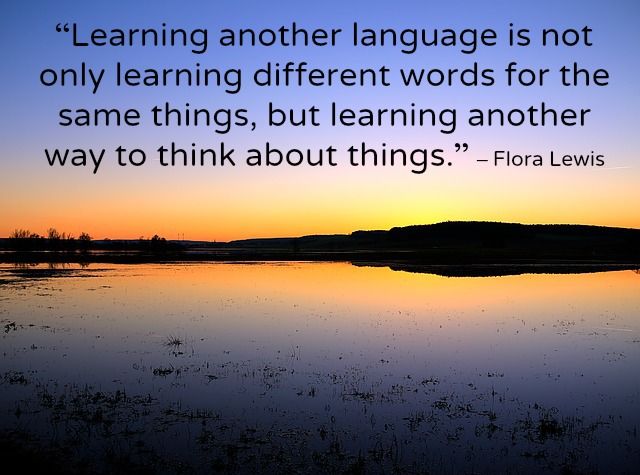 “Learning another language is not
only learning different words for the
same things, but learning another
way to think about things.” – Flora Lewis